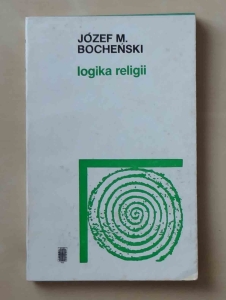 JÓZEF M.
BOCHEŃSKI
logika religii